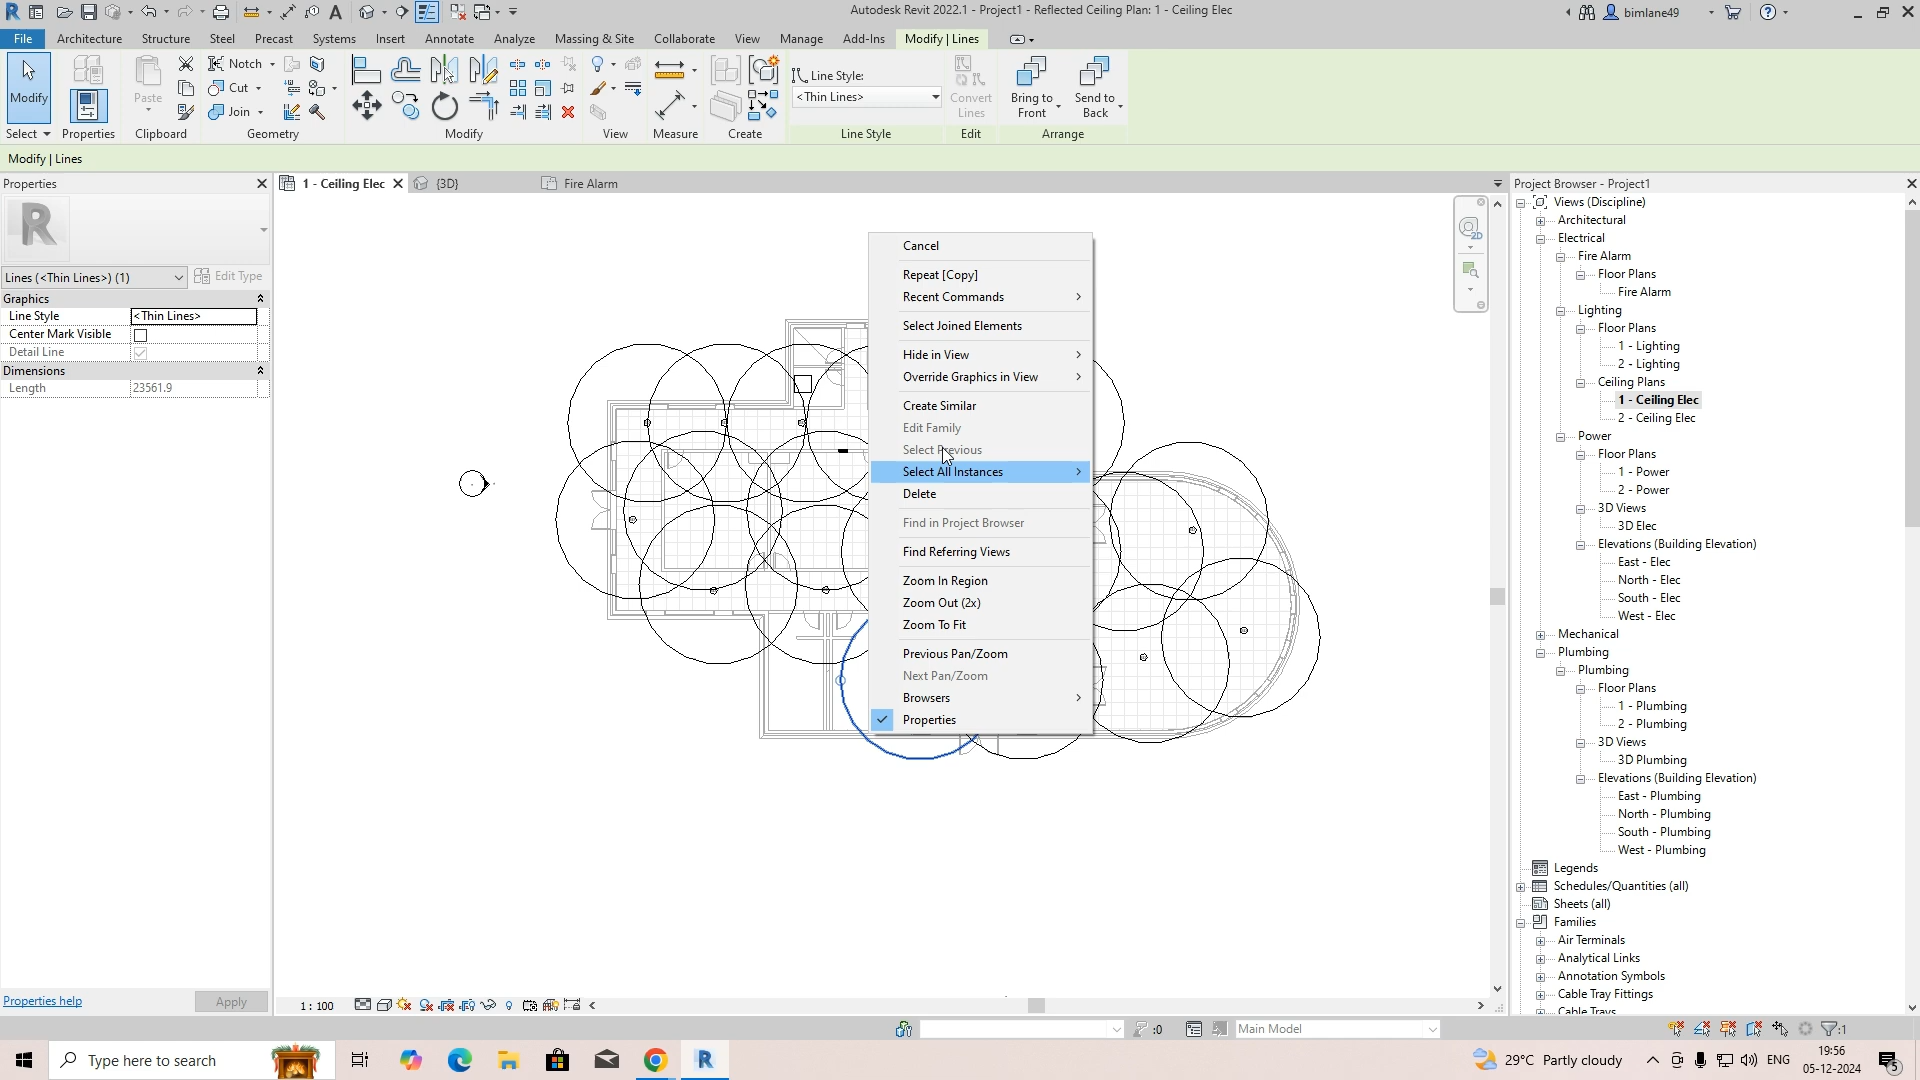 Autodesk Revit 2022.1 - Project1 - Reflected Ceiling Plan: 1 - Ceiling Elec
bimlane49
File Architecture Structure Steel Precast Systems Insert Annotate Analyze Massing & Site Collaborate View Manage Add-Ins Modify | Lines
Modify
Paste
Notch
Cut
Join
Line Style:
<Thin Lines>
Convert Lines
Bring to Front
Send to Back
Select Properties Clipboard Geometry Modify View Measure Create Line Style Edit Arrange
Modify | Lines
Properties
1 - Ceiling Elec
{3D}
Fire Alarm
Project Browser - Project1
Lines (<Thin Lines>) (1)
Edit Type
Graphics
Line Style <Thin Lines>
Center Mark Visible
Detail Line
Dimensions
Length 23561.9
Properties help
Apply
Cancel
Repeat [Copy]
Recent Commands
Select Joined Elements
Hide in View
Override Graphics in View
Create Similar
Edit Family
Select Previous
Select All Instances
Delete
Find in Project Browser
Find Referring Views
Zoom In Region
Zoom Out (2x)
Zoom To Fit
Previous Pan/Zoom
Next Pan/Zoom
Browsers
Properties
2D
Views (Discipline)
Architectural
Electrical
Fire Alarm
Floor Plans
Fire Alarm
Lighting
Floor Plans
1 - Lighting
2 - Lighting
Ceiling Plans
1 - Ceiling Elec
2 - Ceiling Elec
Power
Floor Plans
1 - Power
2 - Power
3D Views
3D Elec
Elevations (Building Elevation)
East - Elec
North - Elec
South - Elec
West - Elec
Mechanical
Plumbing
Plumbing
Floor Plans
1 - Plumbing
2 - Plumbing
3D Views
3D Plumbing
Elevations (Building Elevation)
East - Plumbing
North - Plumbing
South - Plumbing
West - Plumbing
Legends
Schedules/Quantities (all)
Sheets (all)
Families
Air Terminals
Analytical Links
Annotation Symbols
Cable Tray Fittings
Cable Trays
1 : 100
:0
Main Model
:1
Type here to search
29°C Partly cloudy
ENG
19:56
05-12-2024
5